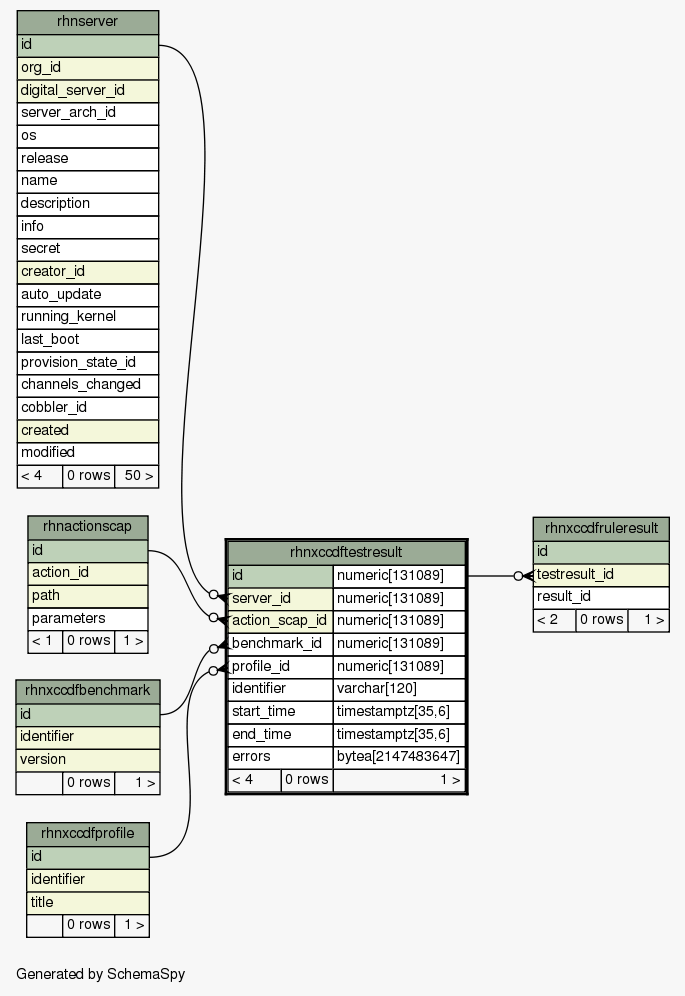 rhnserver
id
org_id
digital_server_id
server_arch_id
os
release
name
description
info
secret
creator_id
auto_update
running_kernel
last_boot
provision_state_id
channels_changed
cobbler_id
created
modified
< 4 0 rows 50 >
rhnactionscap
id
action_id
path
parameters
< 1 0 rows 1 >
rhnxccdfbenchmark
id
identifier
version
0 rows 1 >
rhnxccdfprofile
id
identifier
title
0 rows 1 >
rhnxccdftestresult
id numeric[131089]
server_id numeric[131089]
action_scap_id numeric[131089]
benchmark_id numeric[131089]
profile_id numeric[131089]
identifier varchar[120]
start_time timestamptz[35,6]
end_time timestamptz[35,6]
errors bytea[2147483647]
< 4 0 rows 1 >
rhnxccdfruleresult
id
testresult_id
result_id
< 2 0 rows 1 >
Generated by SchemaSpy